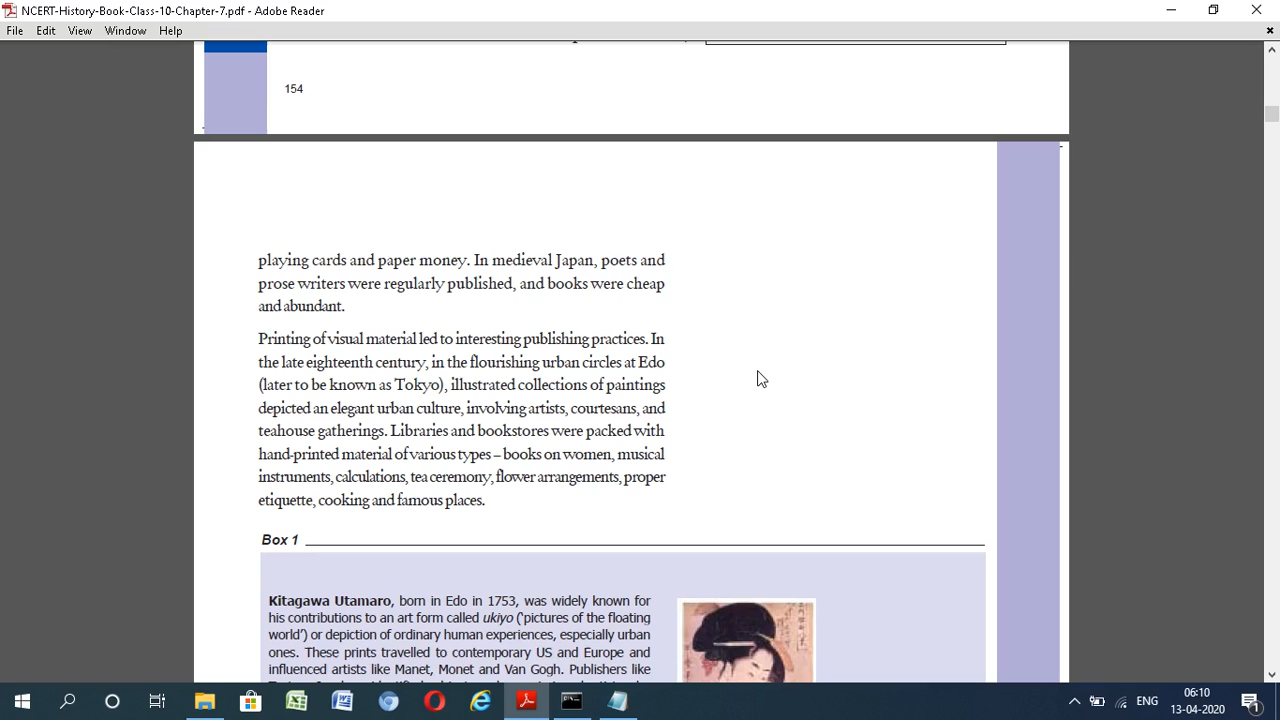 NCERT-History-Book-Class-10-Chapter-7.pdf - Adobe Reader
File Edit View Window Help
154
playing cards and paper money. In medieval Japan, poets and
prose writers were regularly published, and books were cheap
and abundant.
Printing of visual material led to interesting publishing practices. In
the late eighteenth century, in the flourishing urban circles at Edo
(later to be known as Tokyo), illustrated collections of paintings
depicted an elegant urban culture, involving artists, courtesans, and
teahouse gatherings. Libraries and bookstores were packed with
hand-printed material of various types – books on women, musical
instruments, calculations, tea ceremony, flower arrangements, proper
etiquette, cooking and famous places.
Box 1
Kitagawa Utamaro, born in Edo in 1753, was widely known for
his contributions to an art form called ukiyo (‘pictures of the floating
world’) or depiction of ordinary human experiences, especially urban
ones. These prints travelled to contemporary US and Europe and
influenced artists like Manet, Monet and Van Gogh. Publishers like
ENG
06:10
13-04-2020